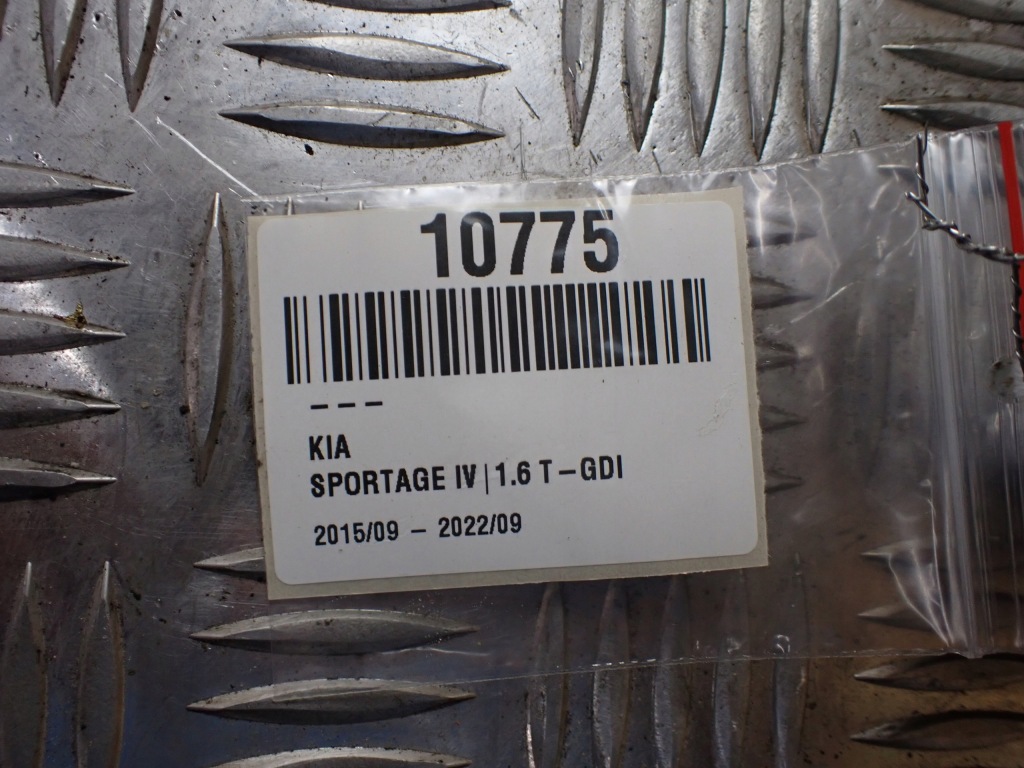 10775
– – –
KIA
SPORTAGE IV | 1.6 T-GDI
2015/09 – 2022/09